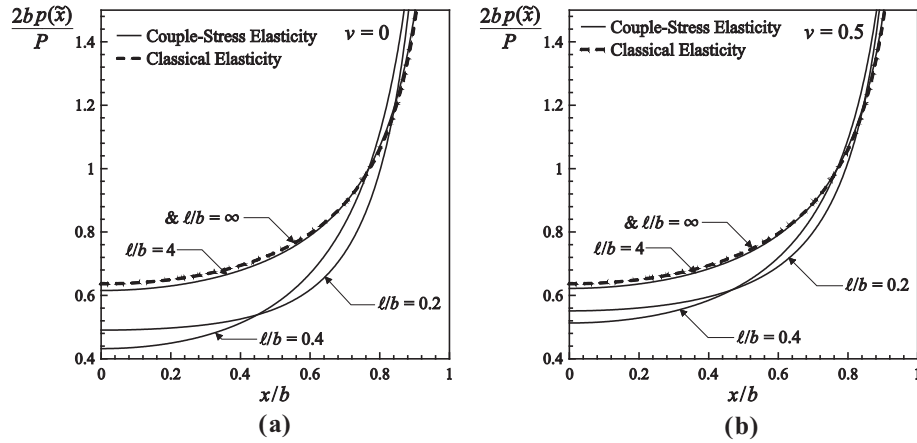 2b p(x̃)
P
1.4
1.2
1
0.8
0.6
0.4
Couple-Stress Elasticity
Classical Elasticity
ν = 0
& ℓ/b = ∞
ℓ/b = 4
ℓ/b = 0.2
ℓ/b = 0.4
0 0.2 0.4 0.6 0.8 1
x/b
(a)
2b p(x̃)
P
1.4
1.2
1
0.8
0.6
0.4
Couple-Stress Elasticity
Classical Elasticity
ν = 0.5
& ℓ/b = ∞
ℓ/b = 4
ℓ/b = 0.2
ℓ/b = 0.4
0 0.2 0.4 0.6 0.8 1
x/b
(b)